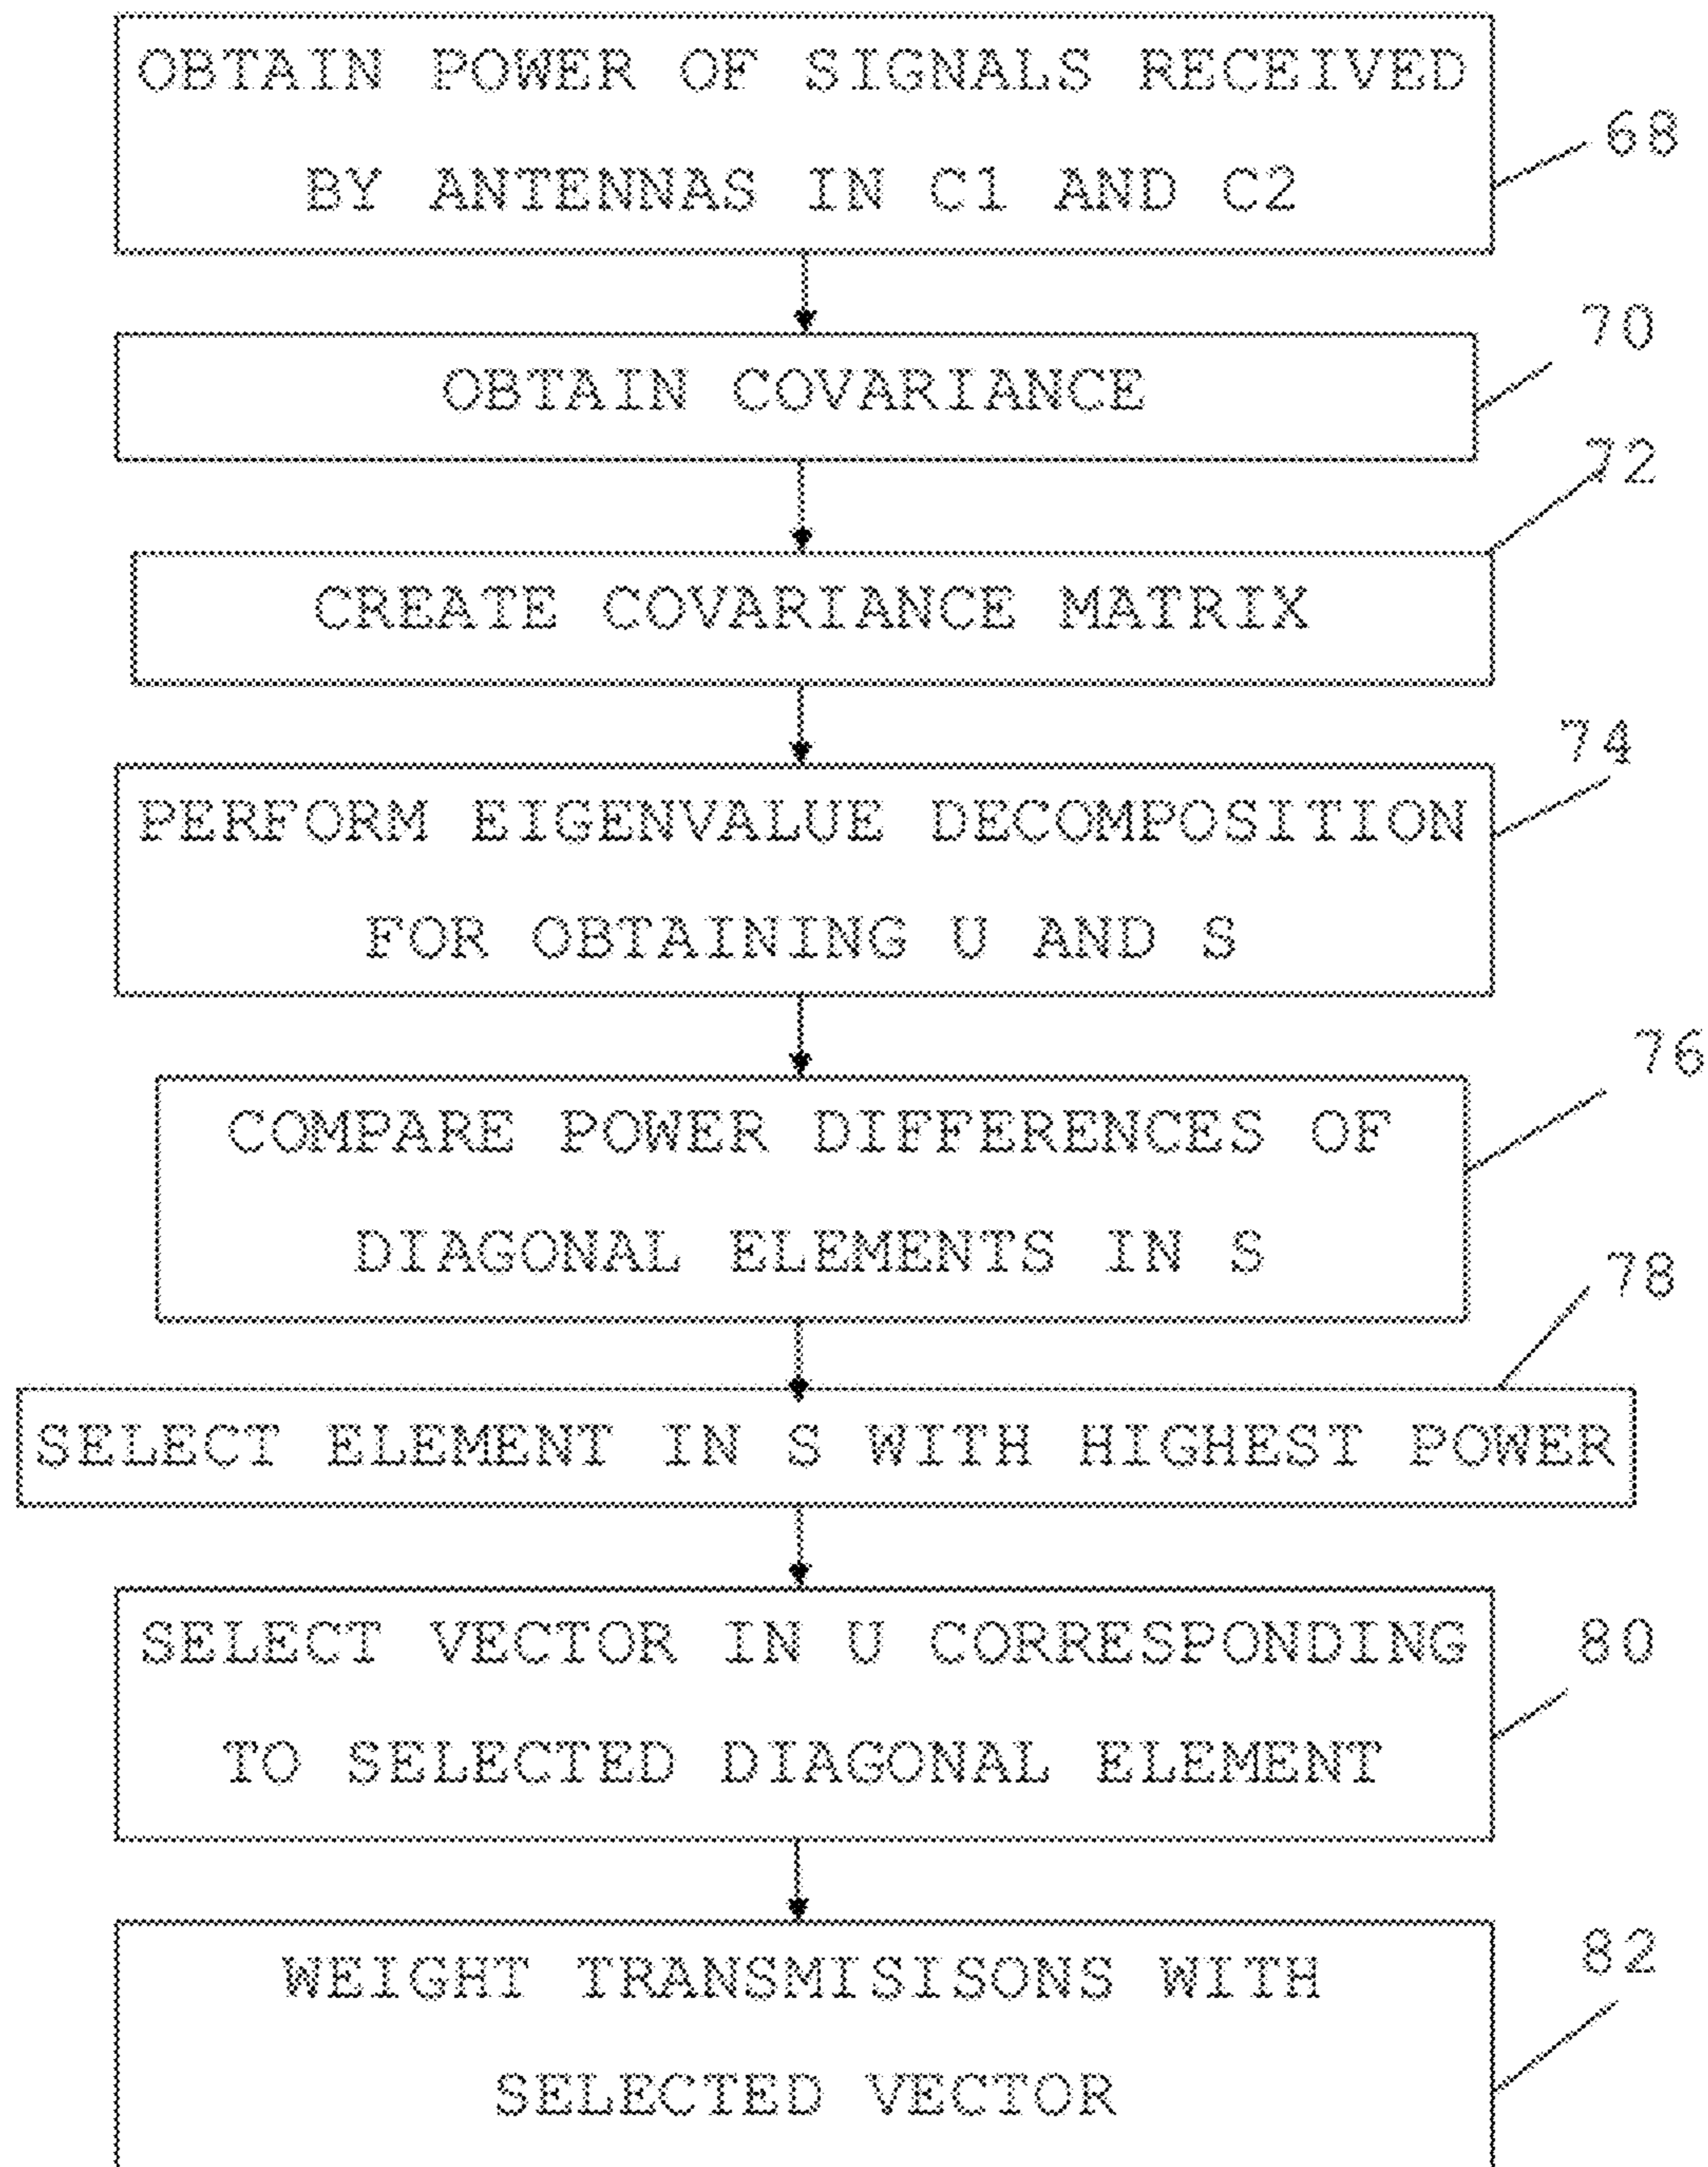 OBTAIN POWER OF SIGNALS RECEIVED
BY ANTENNAS IN C1 AND C2
68
70
OBTAIN COVARIANCE
72
CREATE COVARIANCE MATRIX
74
PERFORM EIGENVALUE DECOMPOSITION
FOR OBTAINING U AND S
76
COMPARE POWER DIFFERENCES OF
DIAGONAL ELEMENTS IN S
78
SELECT ELEMENT IN S WITH HIGHEST POWER
SELECT VECTOR IN U CORRESPONDING
80
TO SELECTED DIAGONAL ELEMENT
82
WEIGHT TRANSMISISONS WITH
SELECTED VECTOR